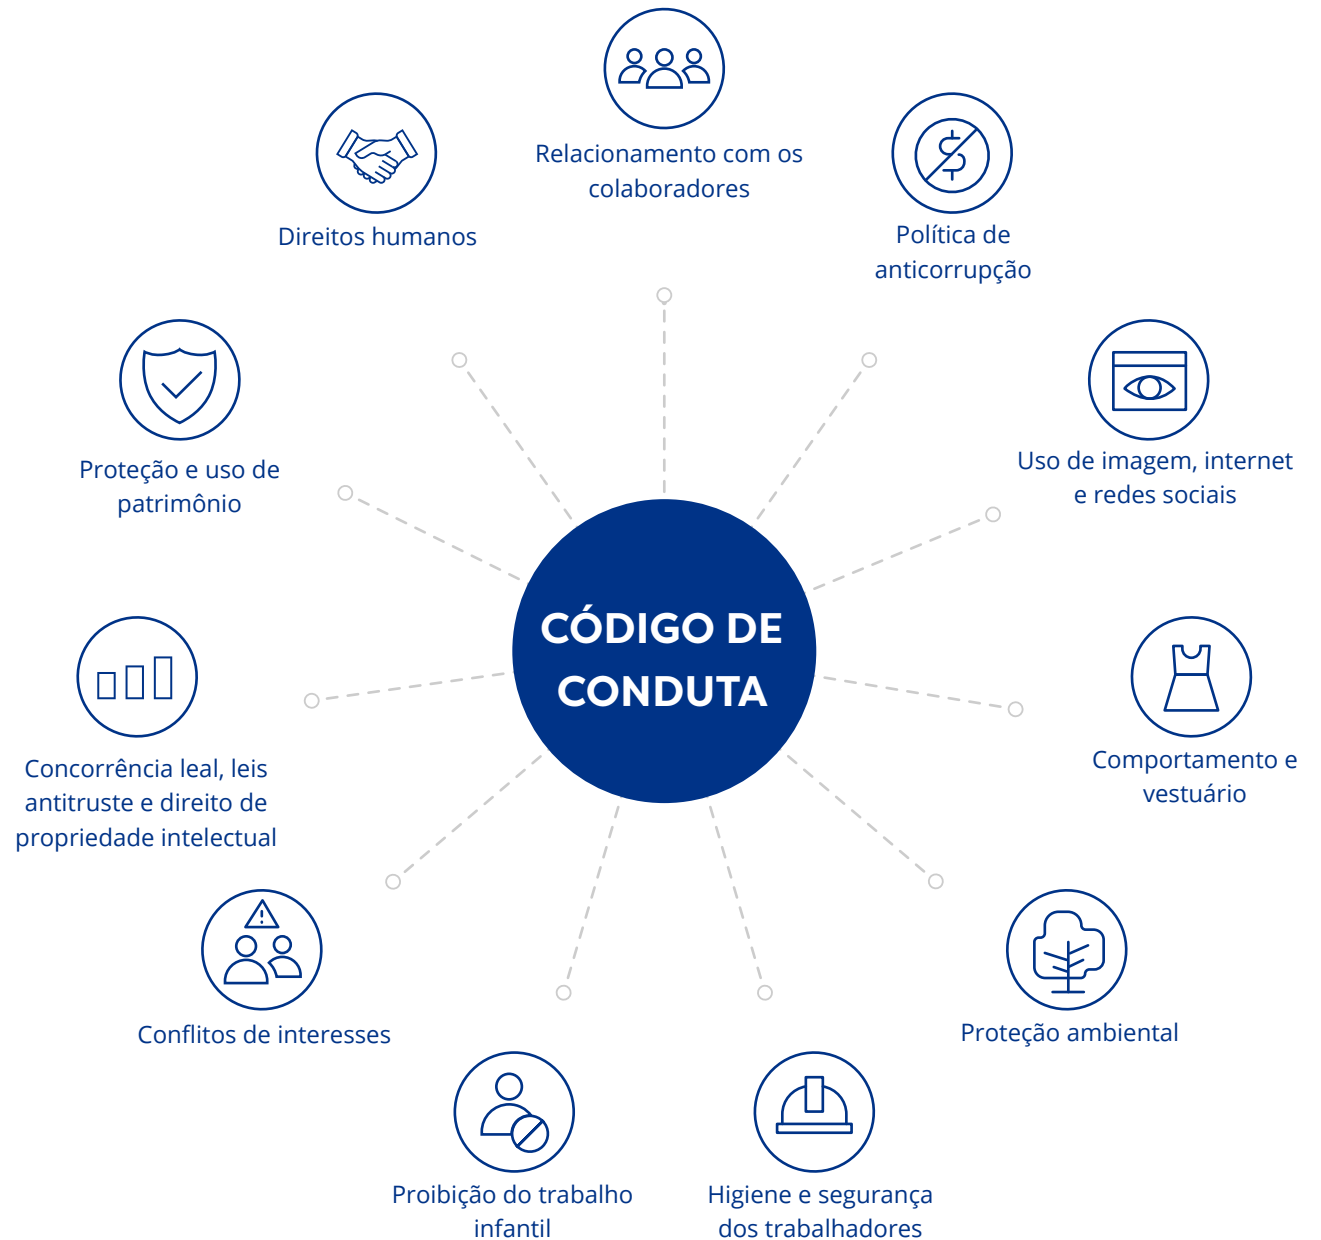 Relacionamento com os
colaboradores
Política de
anticorrupção
Uso de imagem, internet
e redes sociais
Comportamento e
vestuário
Proteção ambiental
Higiene e segurança
dos trabalhadores
Proibição do trabalho
infantil
Conflitos de interesses
Concorrência leal, leis
antitruste e direito de
propriedade intelectual
Proteção e uso de
patrimônio
Direitos humanos
CÓDIGO DE
CONDUTA